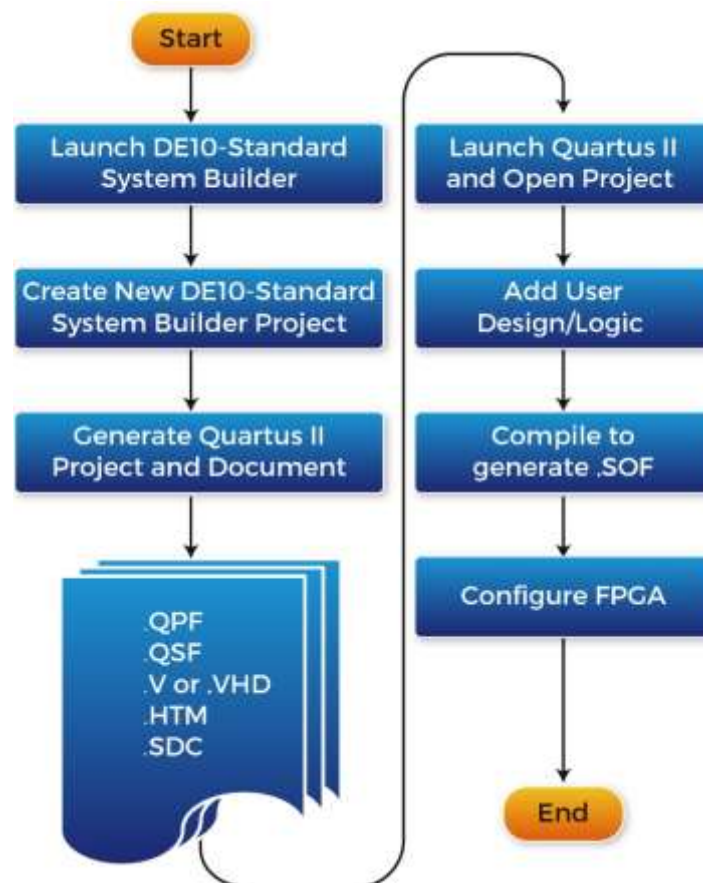 Start
Launch DE10-Standard
System Builder
Create New DE10-Standard
System Builder Project
Generate Quartus II
Project and Document
.QPF
.QSF
.V or .VHD
.HTM
.SDC
Launch Quartus II
and Open Project
Add User
Design/Logic
Compile to
generate .SOF
Configure FPGA
End